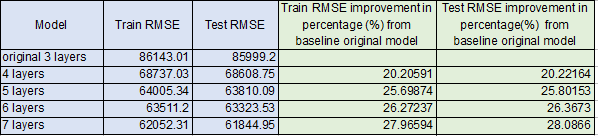 Model Train RMSE Test RMSE Train RMSE improvement in percentage (%) from baseline original model Test RMSE improvement in percentage(%) from baseline original model
original 3 layers 86143.01 85999.2
4 layers 68737.03 68608.75 20.20591 20.22164
5 layers 64005.34 63810.09 25.69874 25.80153
6 layers 63511.2 63323.53 26.27237 26.3673
7 layers 62052.31 61844.95 27.96594 28.0866